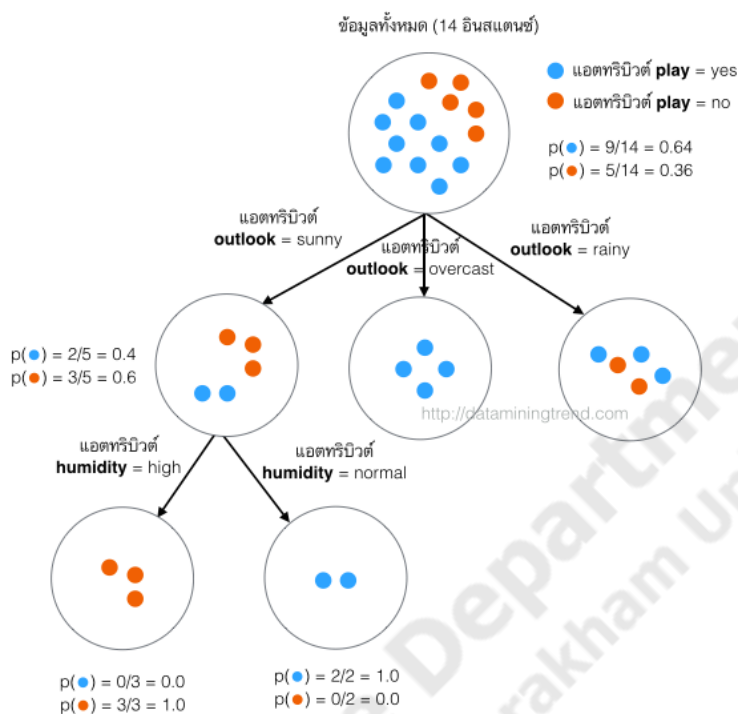 ข้อมูลทั้งหมด (14 อินสแตนซ์)
แอตทริบิวต์ play = yes
แอตทริบิวต์ play = no
p( ) = 9/14 = 0.64
p( ) = 5/14 = 0.36
แอตทริบิวต์
outlook = sunny
แอตทริบิวต์
outlook = overcast
แอตทริบิวต์
outlook = rainy
p( ) = 2/5 = 0.4
p( ) = 3/5 = 0.6
http://dataminingtrend.com
แอตทริบิวต์
humidity = high
แอตทริบิวต์
humidity = normal
p( ) = 0/3 = 0.0
p( ) = 3/3 = 1.0
p( ) = 2/2 = 1.0
p( ) = 0/2 = 0.0